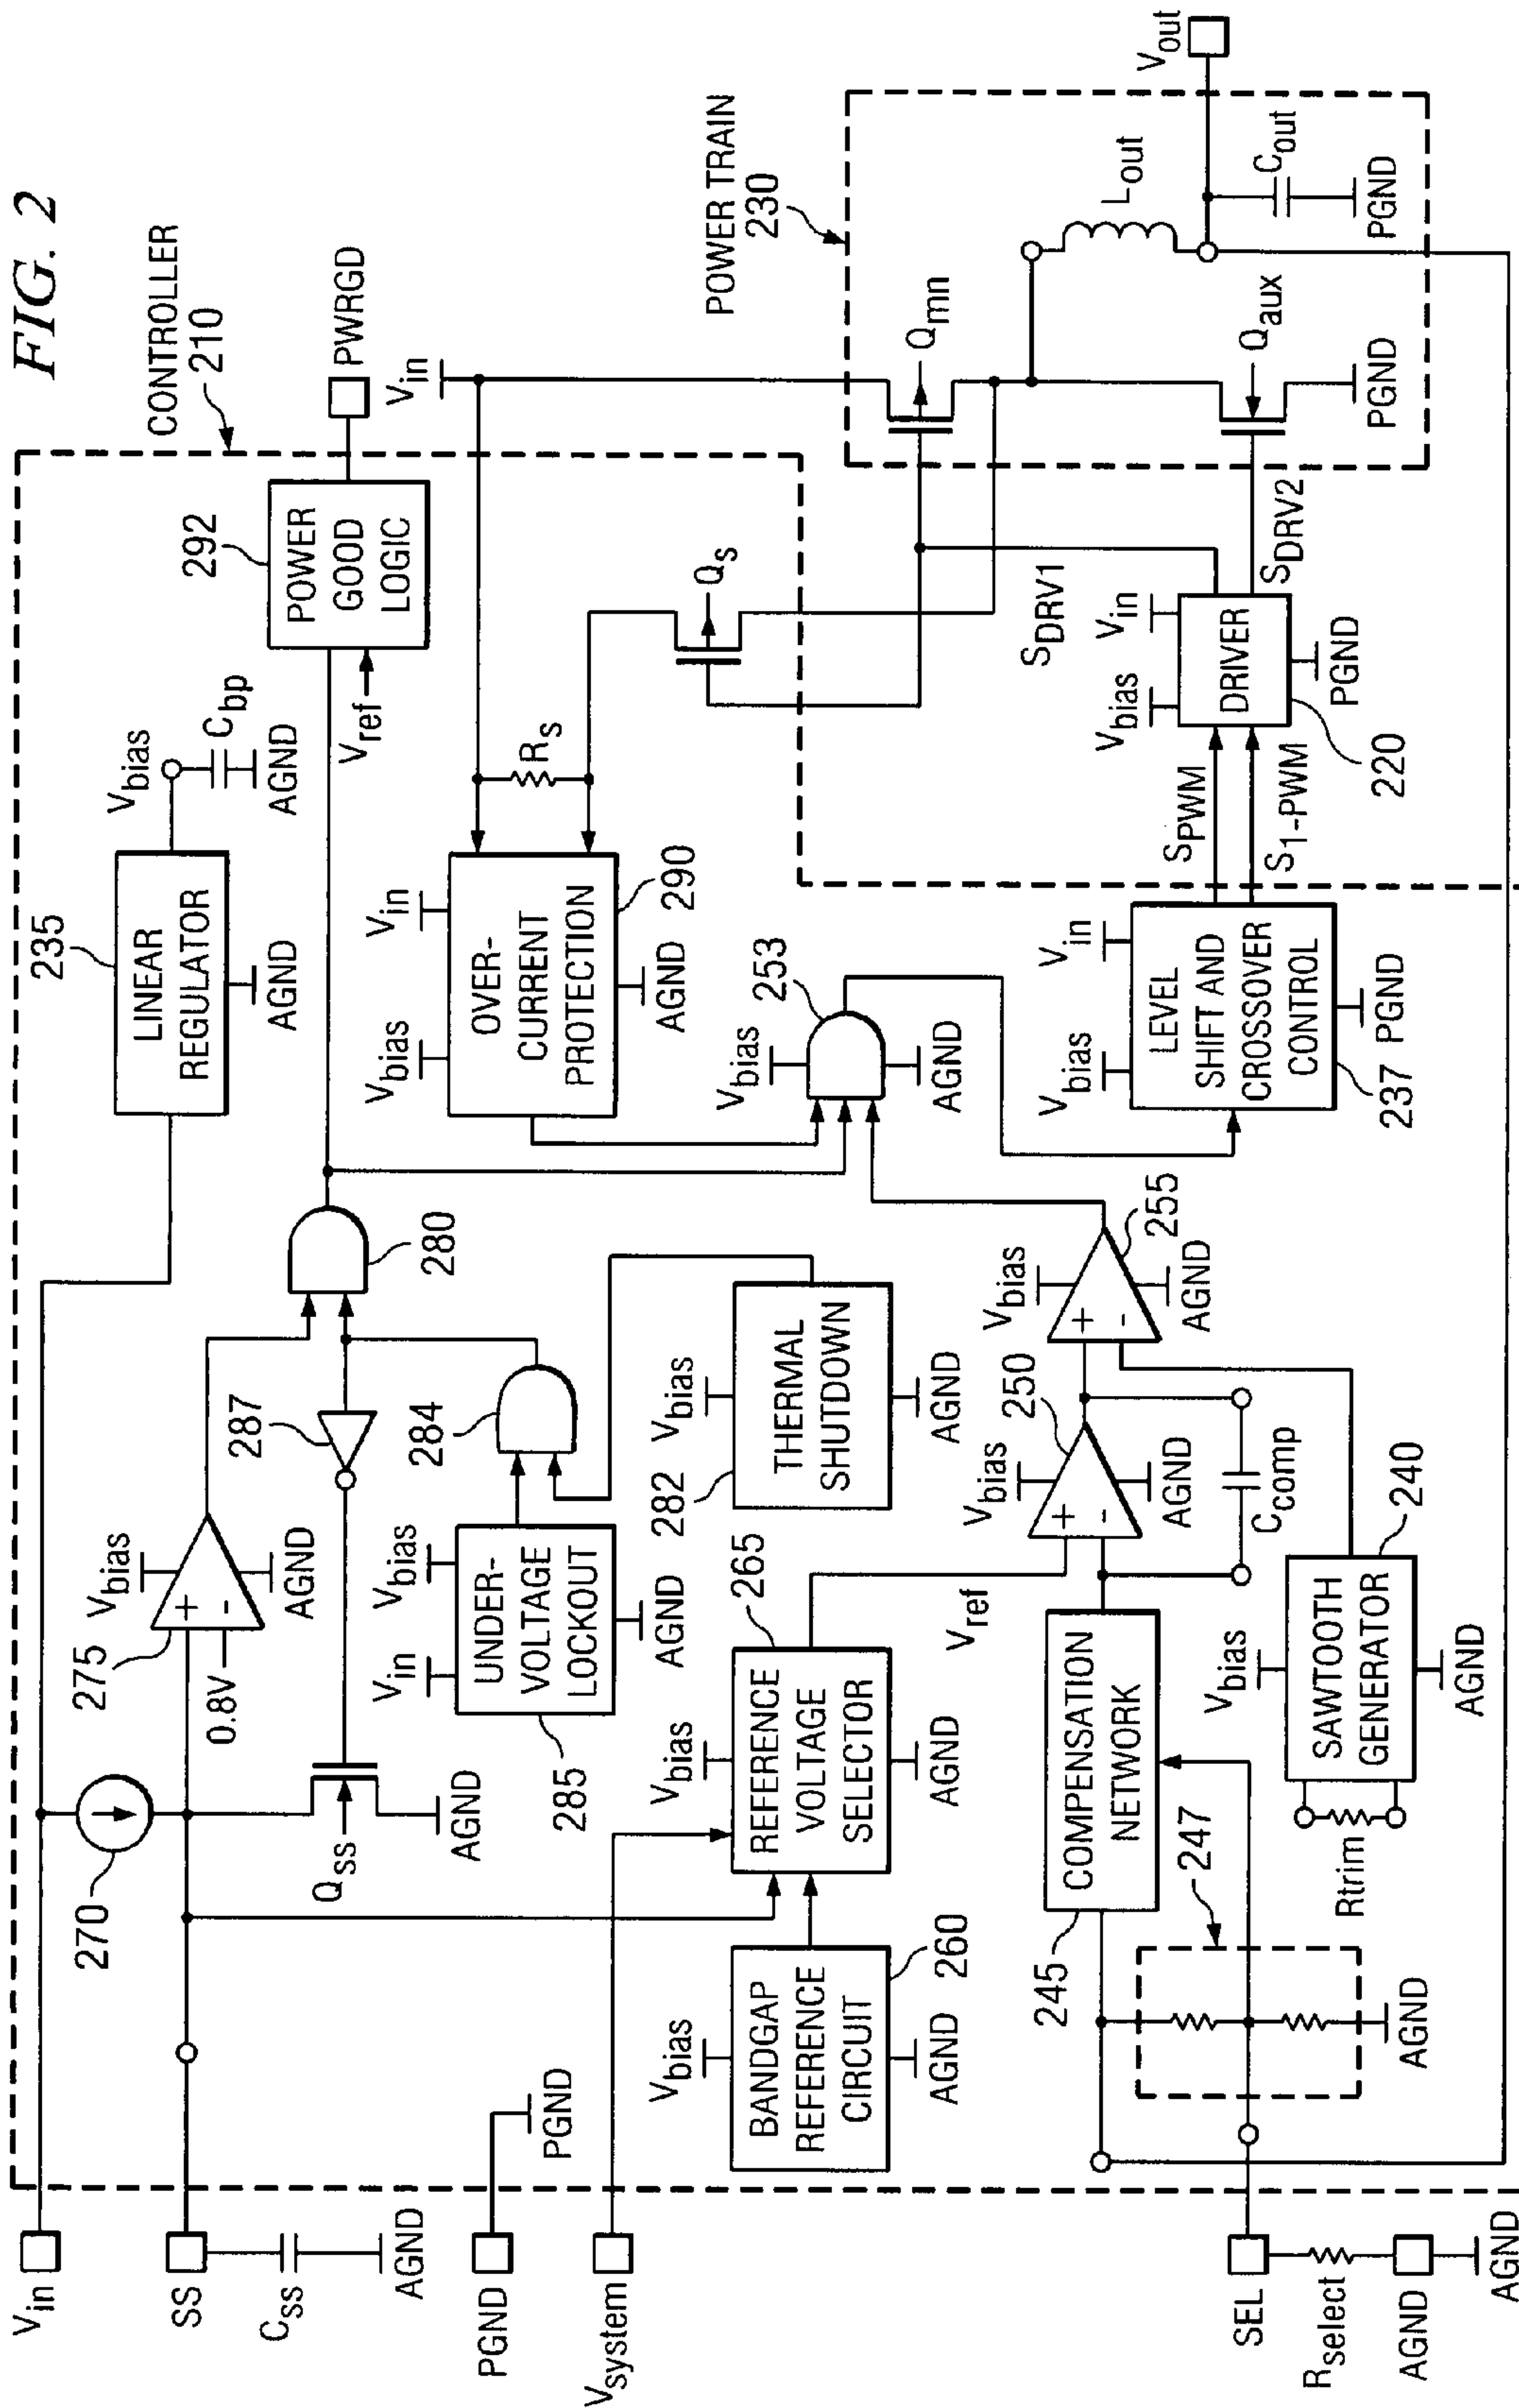 FIG. 2
CONTROLLER
210
V_in
SS
C_ss
AGND
PGND
PGND
V_system
SEL
R_select
AGND
AGND
270
Q_ss
AGND
275
0.8V
+
-
V_bias
AGND
287
280
284
235
LINEAR
REGULATOR
AGND
V_bias
C_bp
AGND
292
POWER
GOOD
LOGIC
V_ref
PWRGD
V_in
V_in
V_bias
UNDER-
VOLTAGE
LOCKOUT
285
AGND
V_bias
THERMAL
SHUTDOWN
282
AGND
V_bias
V_in
OVER-
CURRENT
PROTECTION
290
AGND
R_s
Q_s
V_bias
BANDGAP
REFERENCE
CIRCUIT
260
AGND
V_bias
REFERENCE
VOLTAGE
SELECTOR
265
AGND
V_ref
V_bias
253
AGND
POWER TRAIN
230
Q_mn
Q_aux
L_out
C_out
PGND
PGND
V_out
245
COMPENSATION
NETWORK
247
AGND
V_bias
250
+
-
AGND
C_comp
V_bias
255
+
-
AGND
V_bias
SAWTOOTH
GENERATOR
240
AGND
Rtrim
V_bias
V_in
LEVEL
SHIFT AND
CROSSOVER
CONTROL
237
PGND
S_PWM
S_1-PWM
V_bias
V_in
DRIVER
220
PGND
S_DRV1
S_DRV2